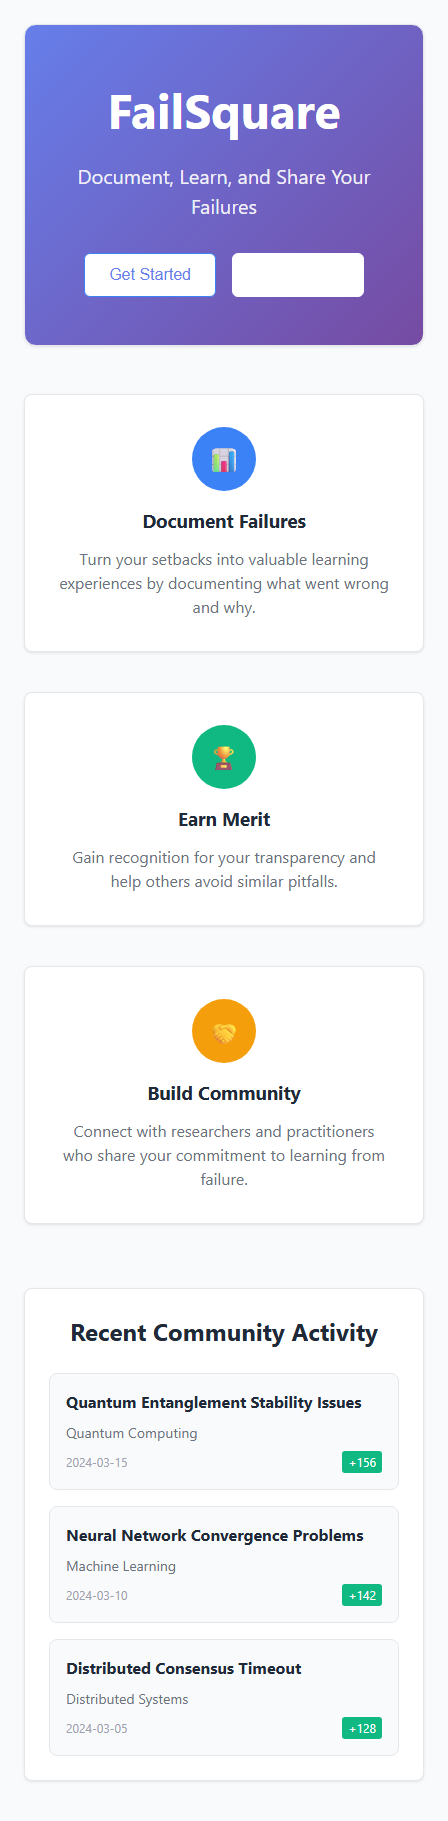 FailSquare
Document, Learn, and Share Your
Failures
Get Started
Document Failures
Turn your setbacks into valuable learning
experiences by documenting what went wrong
and why.
Earn Merit
Gain recognition for your transparency and
help others avoid similar pitfalls.
Build Community
Connect with researchers and practitioners
who share your commitment to learning from
failure.
Recent Community Activity
Quantum Entanglement Stability Issues
Quantum Computing
2024-03-15 +156
Neural Network Convergence Problems
Machine Learning
2024-03-10 +142
Distributed Consensus Timeout
Distributed Systems
2024-03-05 +128